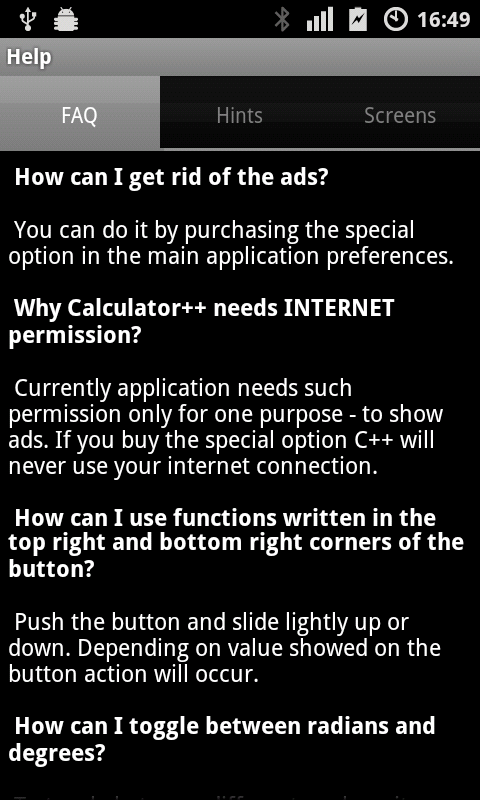 16:49
Help
FAQ Hints Screens
How can I get rid of the ads?
You can do it by purchasing the special
option in the main application preferences.
Why Calculator++ needs INTERNET
permission?
Currently application needs such
permission only for one purpose - to show
ads. If you buy the special option C++ will
never use your internet connection.
How can I use functions written in the
top right and bottom right corners of the
button?
Push the button and slide lightly up or
down. Depending on value showed on the
button action will occur.
How can I toggle between radians and
degrees?